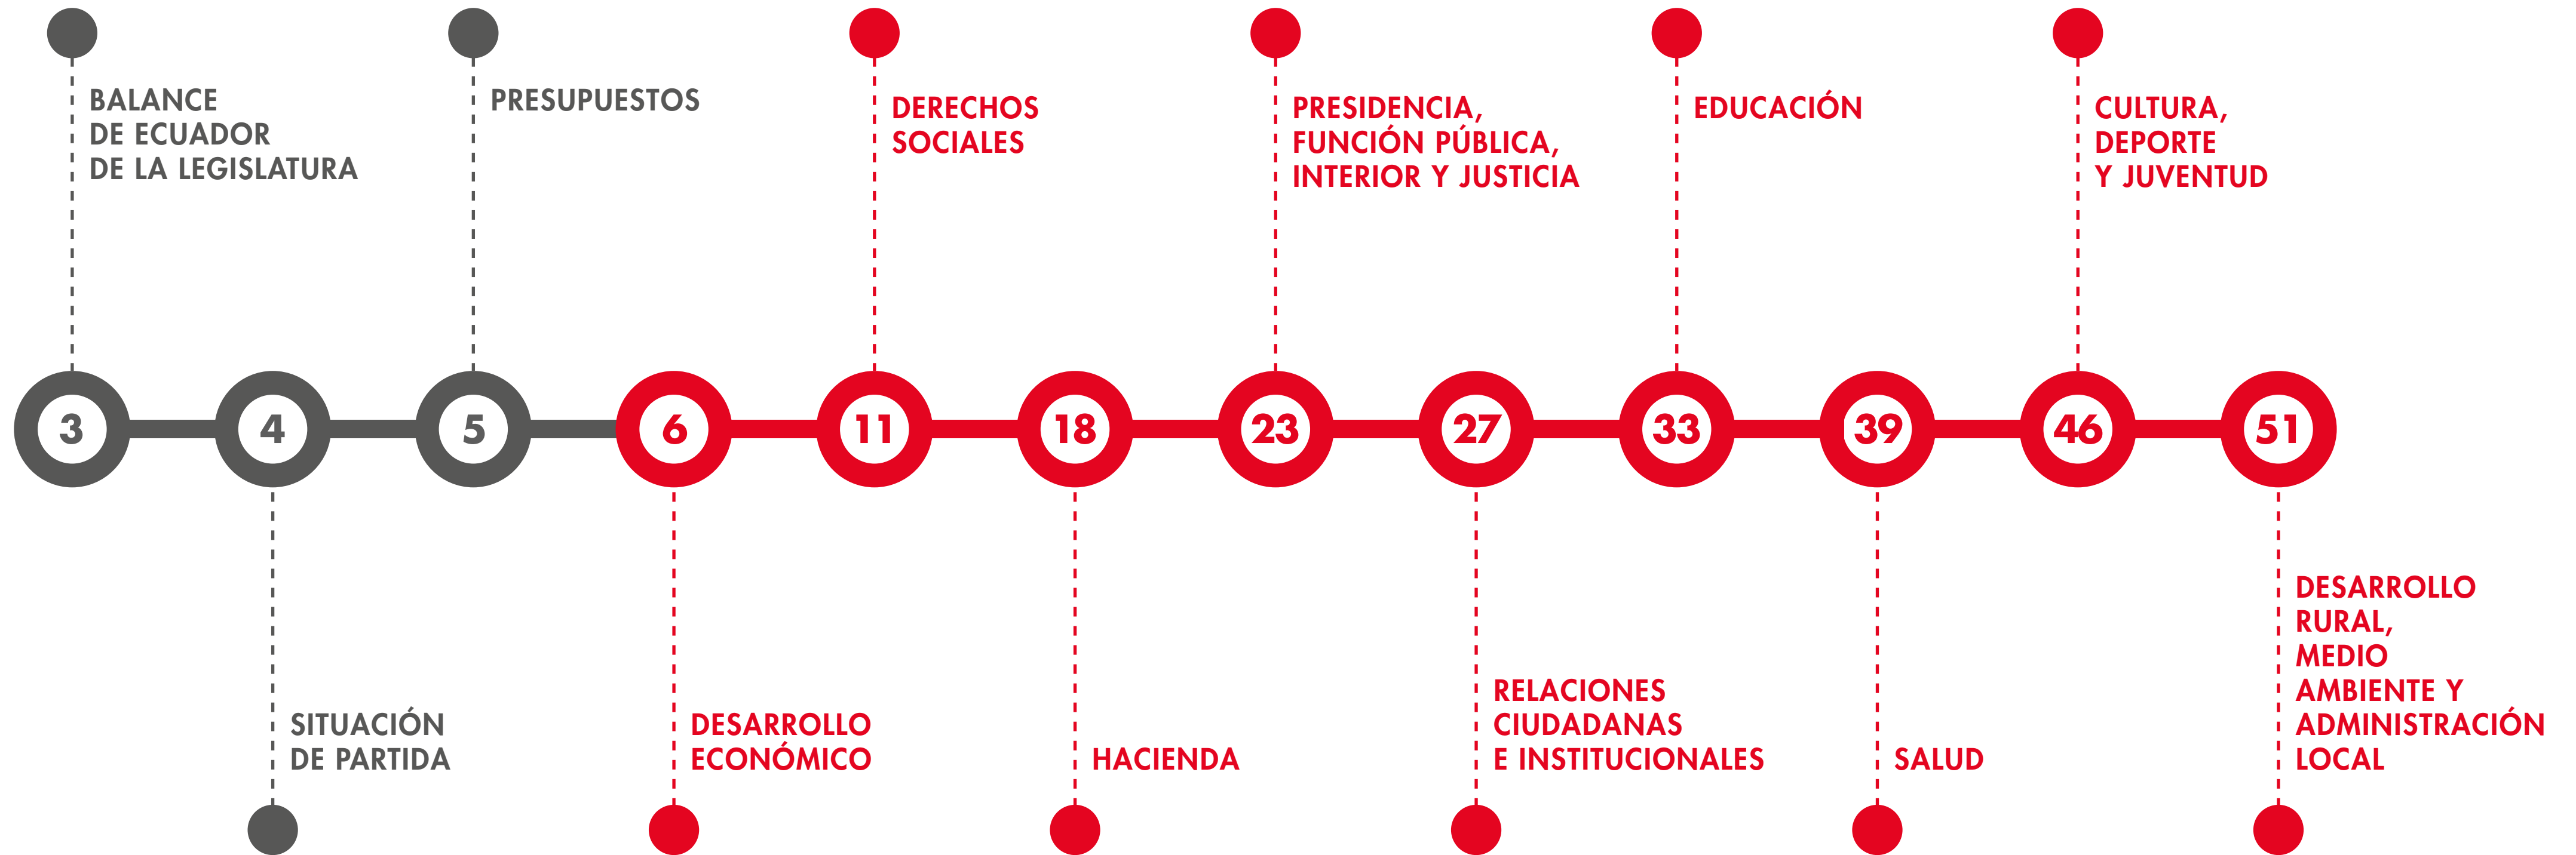 BALANCE
DE ECUADOR
DE LA LEGISLATURA
PRESUPUESTOS
DERECHOS
SOCIALES
PRESIDENCIA,
FUNCIÓN PÚBLICA,
INTERIOR Y JUSTICIA
EDUCACIÓN
CULTURA,
DEPORTE
Y JUVENTUD
3 4 5 6 11 18 23 27 33 39 46 51
SITUACIÓN
DE PARTIDA
DESARROLLO
ECONÓMICO
HACIENDA
RELACIONES
CIUDADANAS
E INSTITUCIONALES
SALUD
DESARROLLO
RURAL,
MEDIO
AMBIENTE Y
ADMINISTRACIÓN
LOCAL